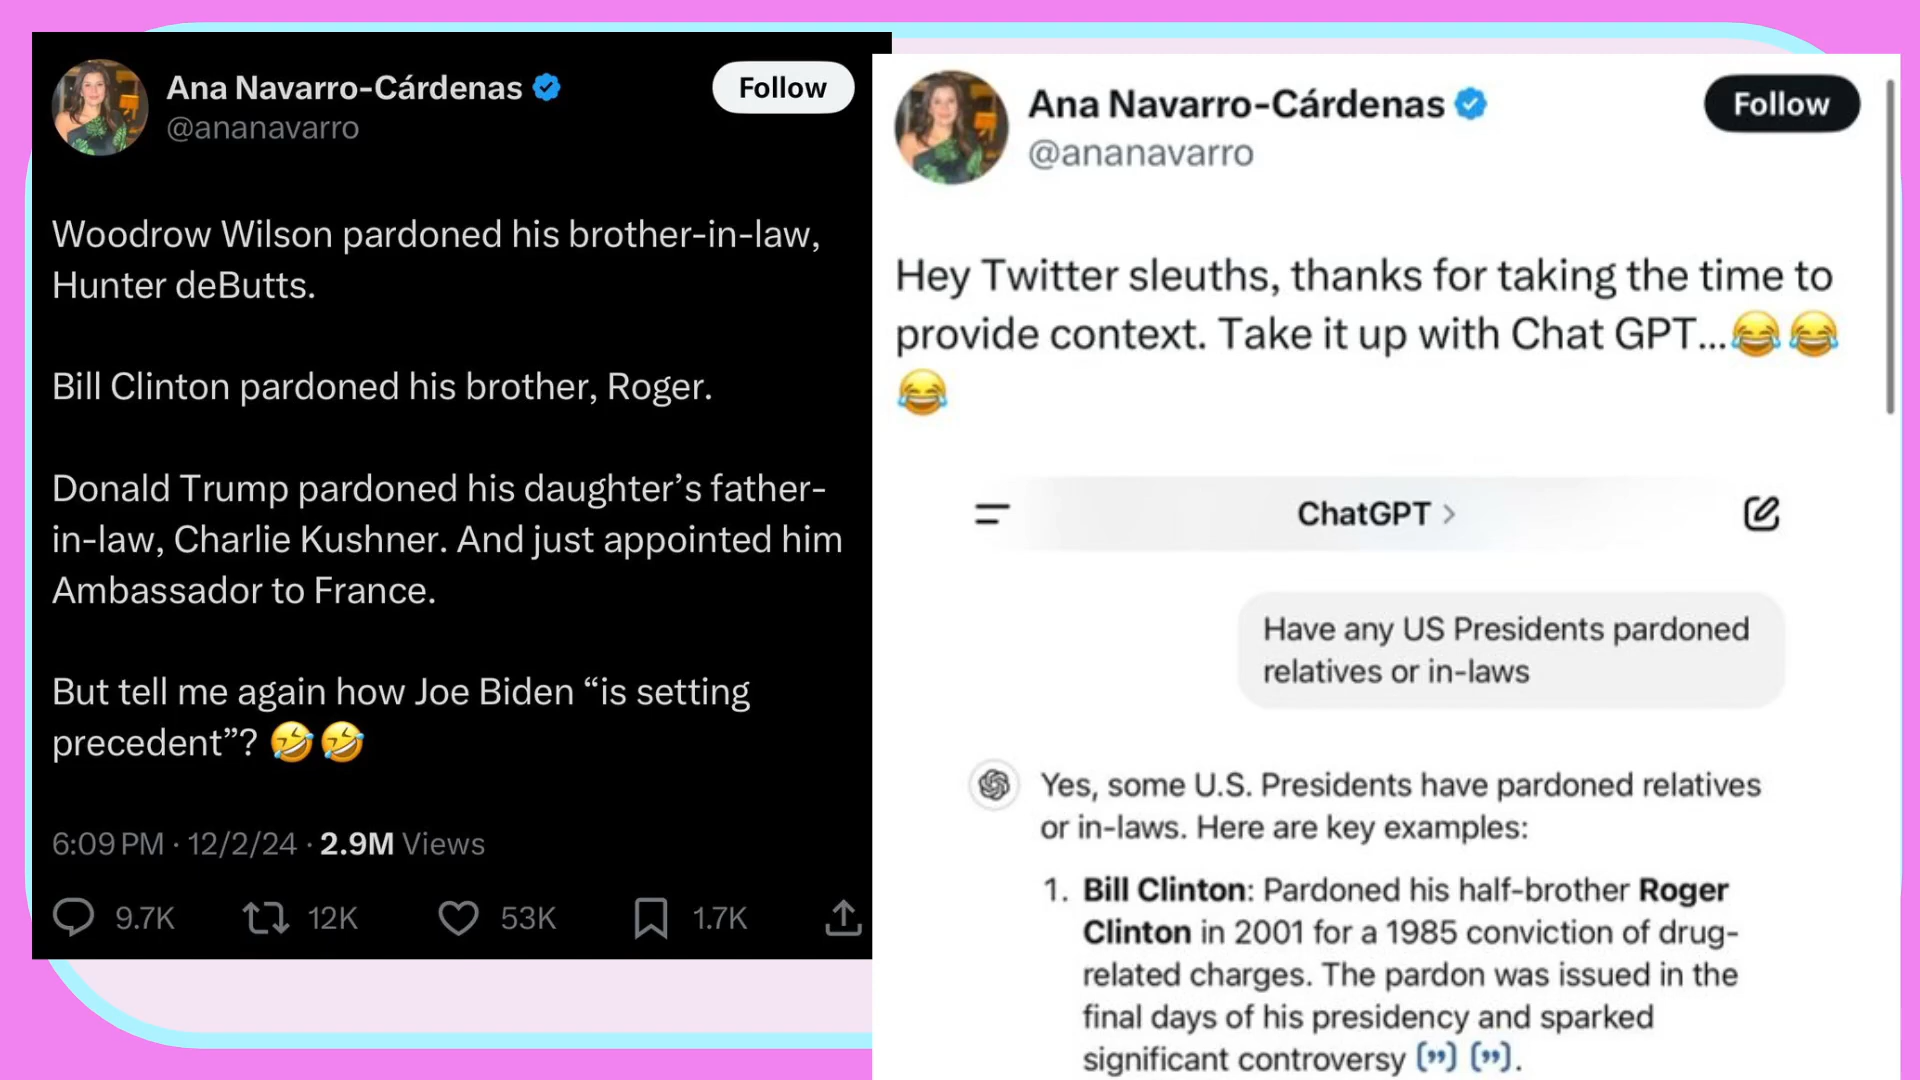 Ana Navarro-Cárdenas
Follow
@ananavarro
Woodrow Wilson pardoned his brother-in-law,
Hunter deButts.
Bill Clinton pardoned his brother, Roger.
Donald Trump pardoned his daughter’s father-
in-law, Charlie Kushner. And just appointed him
Ambassador to France.
But tell me again how Joe Biden “is setting
precedent”? 🤣🤣
6:09 PM · 12/2/24 · 2.9M Views
9.7K 12K 53K 1.7K
Ana Navarro-Cárdenas
Follow
@ananavarro
Hey Twitter sleuths, thanks for taking the time to
provide context. Take it up with Chat GPT...😂😂
😂
ChatGPT >
Have any US Presidents pardoned
relatives or in-laws
Yes, some U.S. Presidents have pardoned relatives
or in-laws. Here are key examples:
1. Bill Clinton: Pardoned his half-brother Roger
Clinton in 2001 for a 1985 conviction of drug-
related charges. The pardon was issued in the
final days of his presidency and sparked
significant controversy (”) (”).